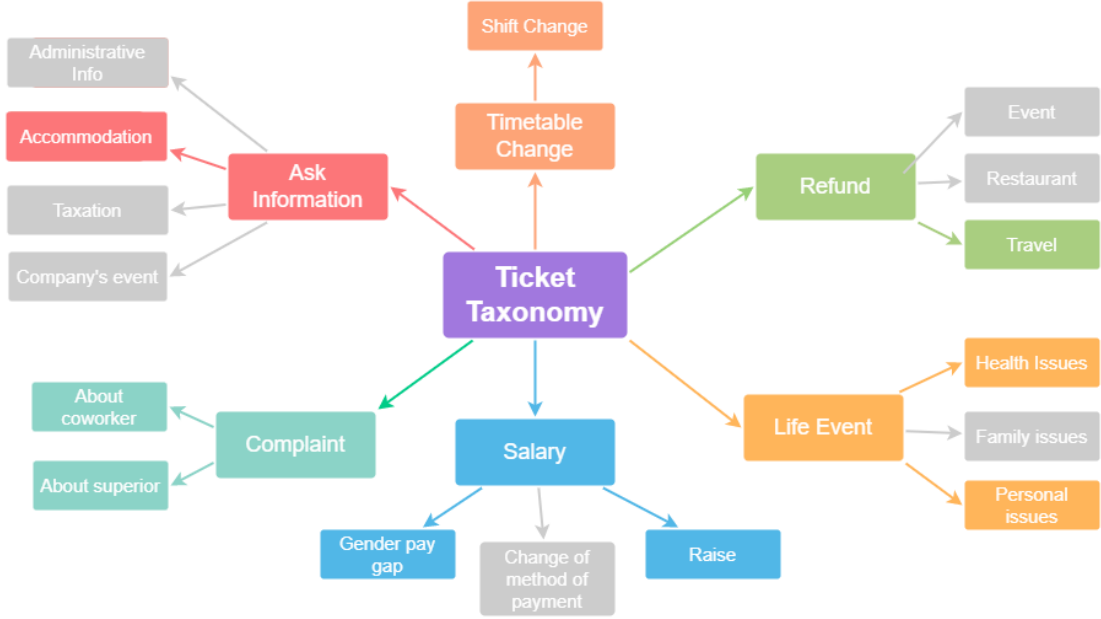 Shift Change
Administrative
Info
Timetable
Change
Event
Accommodation
Ask
Information
Refund
Restaurant
Taxation
Travel
Company's event
Ticket
Taxonomy
Health Issues
About
coworker
Complaint
Salary
Life Event
Family issues
About superior
Personal
issues
Gender pay
gap
Change of
method of
payment
Raise